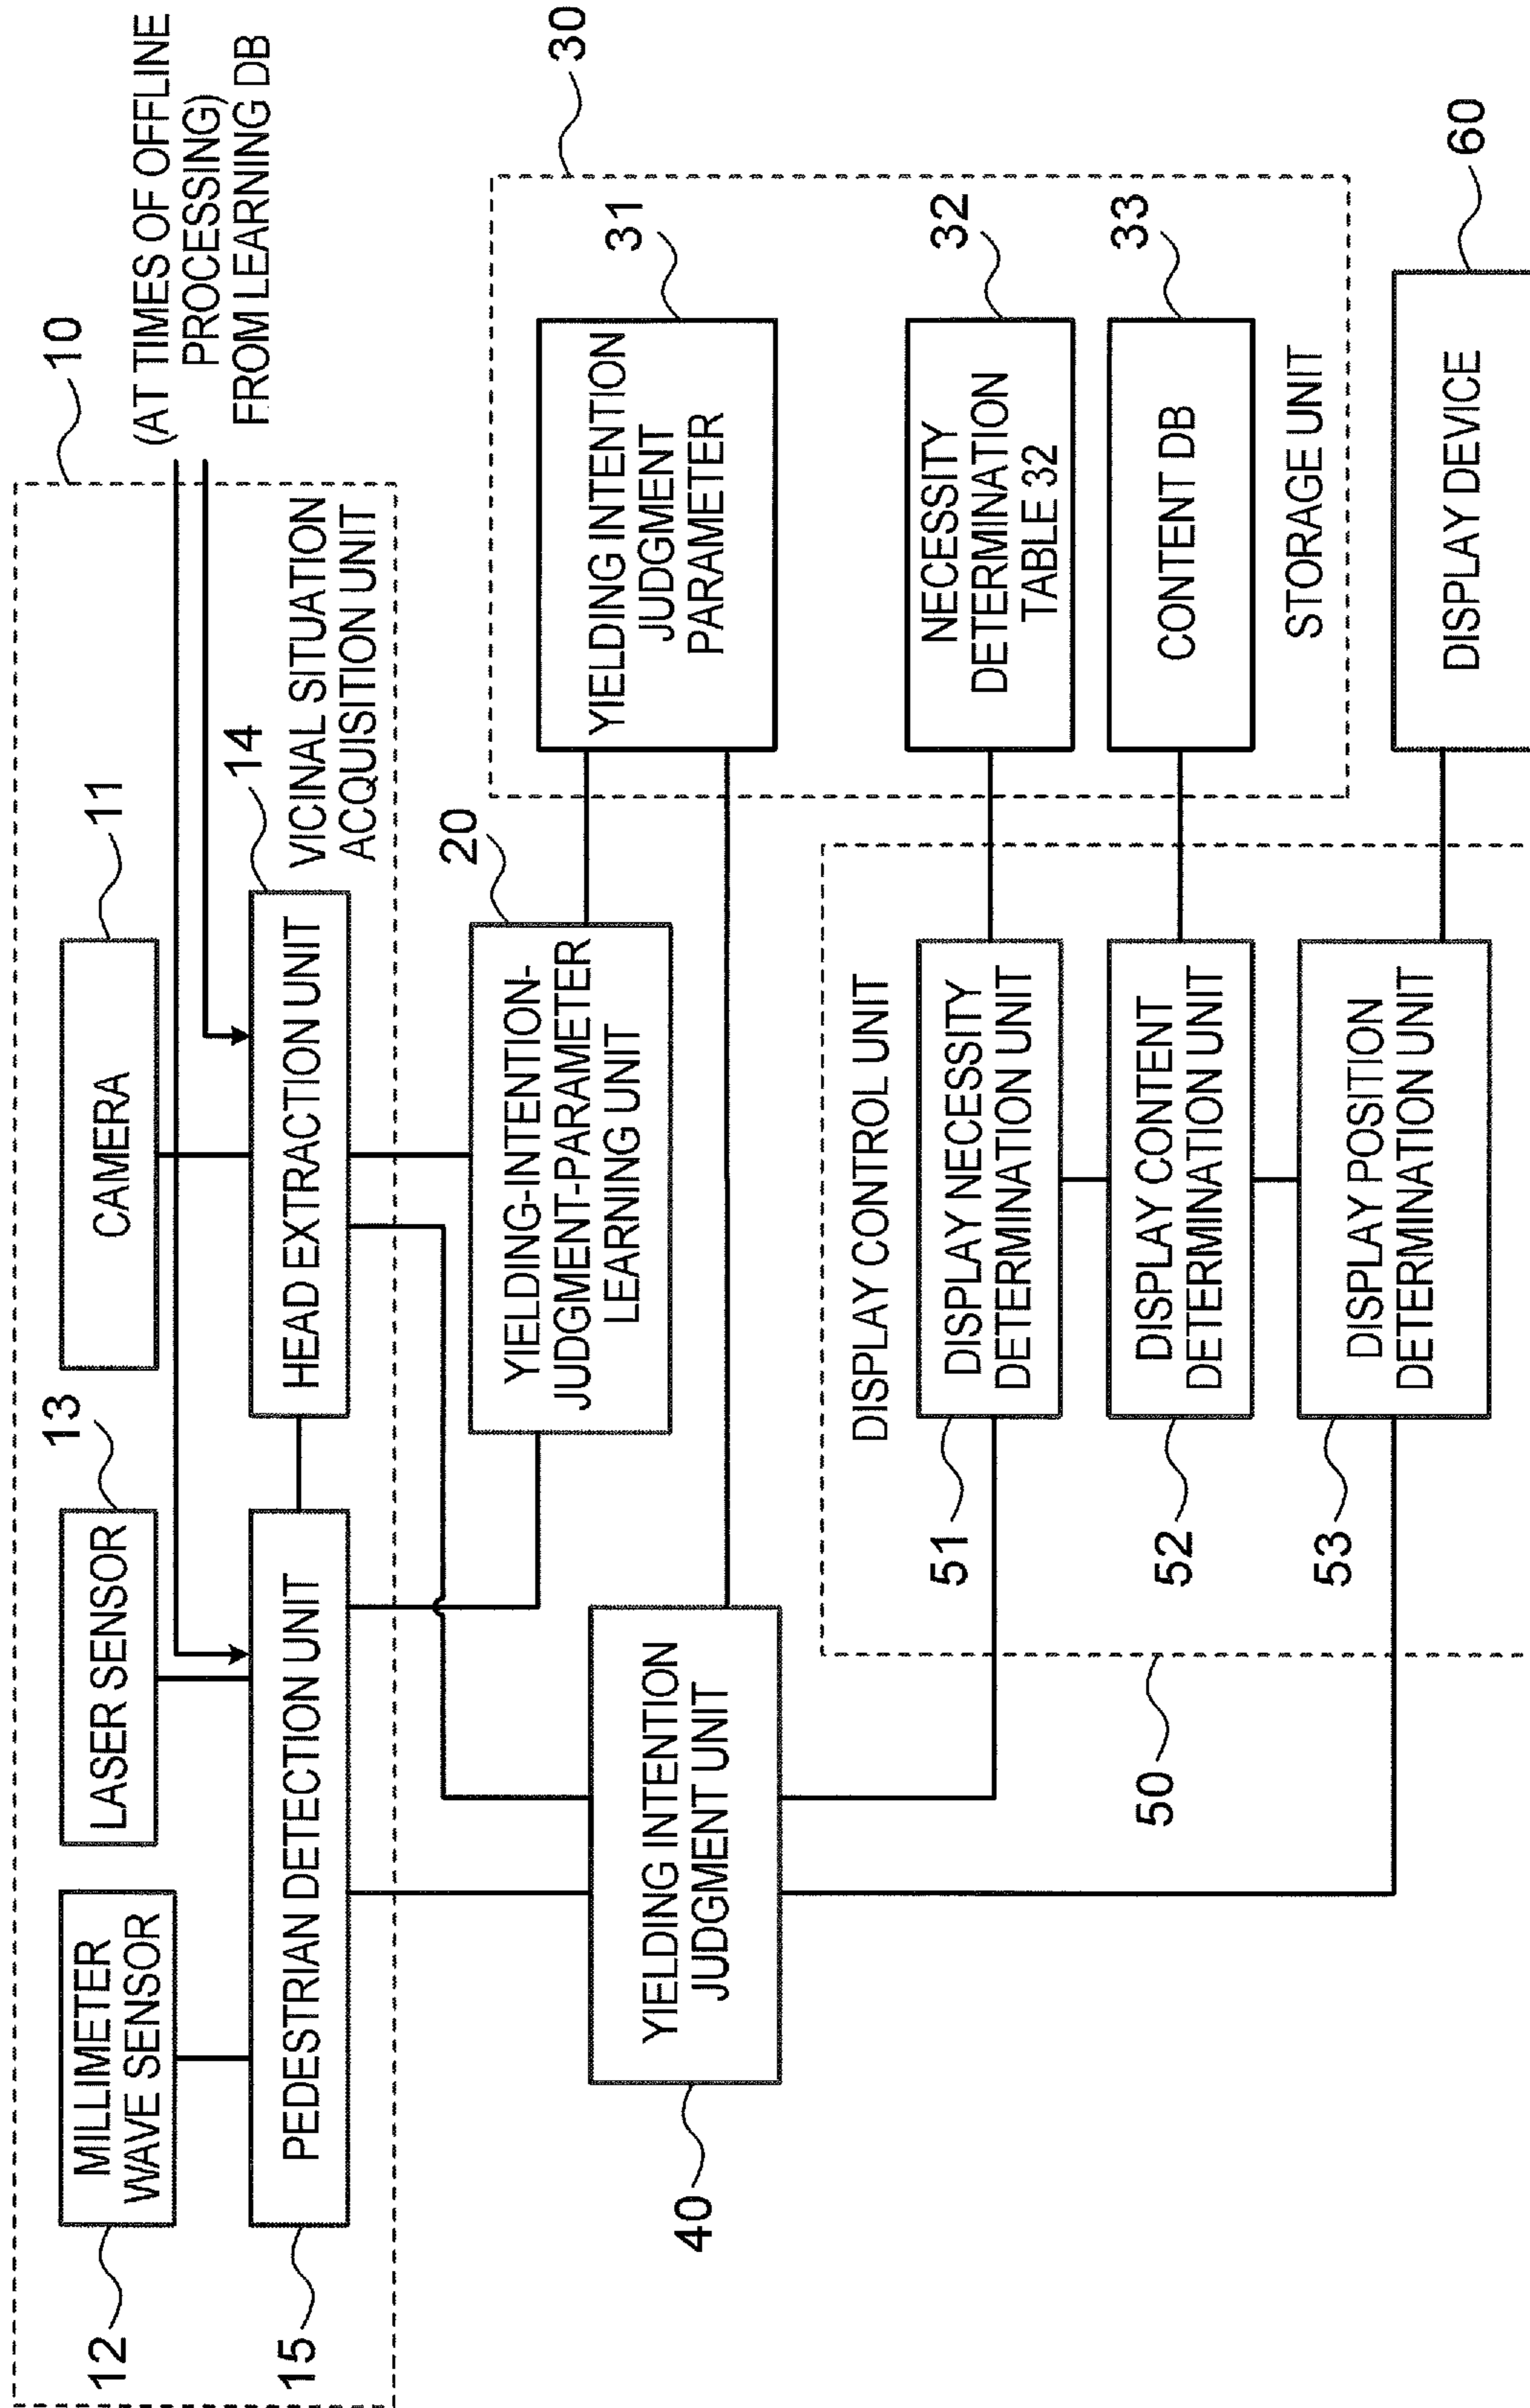 10
(AT TIMES OF OFFLINE
PROCESSING)
FROM LEARNING DB
12
MILLIMETER
WAVE SENSOR
LASER SENSOR
13
CAMERA
11
15
PEDESTRIAN DETECTION UNIT
HEAD EXTRACTION UNIT
14
VICINAL SITUATION
ACQUISITION UNIT
20
YIELDING-INTENTION-
JUDGMENT-PARAMETER
LEARNING UNIT
30
YIELDING INTENTION
JUDGMENT
PARAMETER
31
40
YIELDING INTENTION
JUDGMENT UNIT
DISPLAY CONTROL UNIT
50
51
DISPLAY NECESSITY
DETERMINATION UNIT
NECESSITY
DETERMINATION
TABLE 32
32
52
DISPLAY CONTENT
DETERMINATION UNIT
CONTENT DB
33
STORAGE UNIT
53
DISPLAY POSITION
DETERMINATION UNIT
DISPLAY DEVICE
60